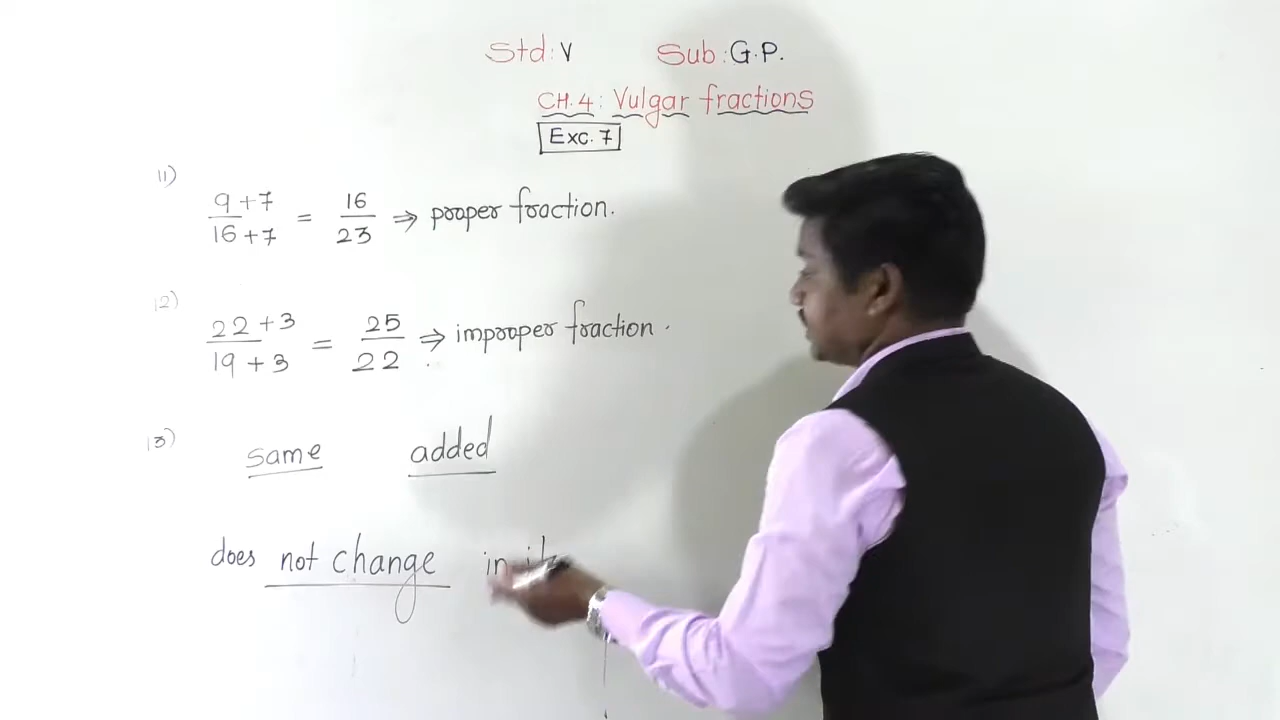 Std: V Sub: G.P.
CH.4: Vulgar fractions
Exc. 7
11)
9+7/16+7 = 16/23 ⇒ proper fraction.
12)
22+3/19+3 = 25/22 ⇒ improper fraction.
13)
same added
does not change in